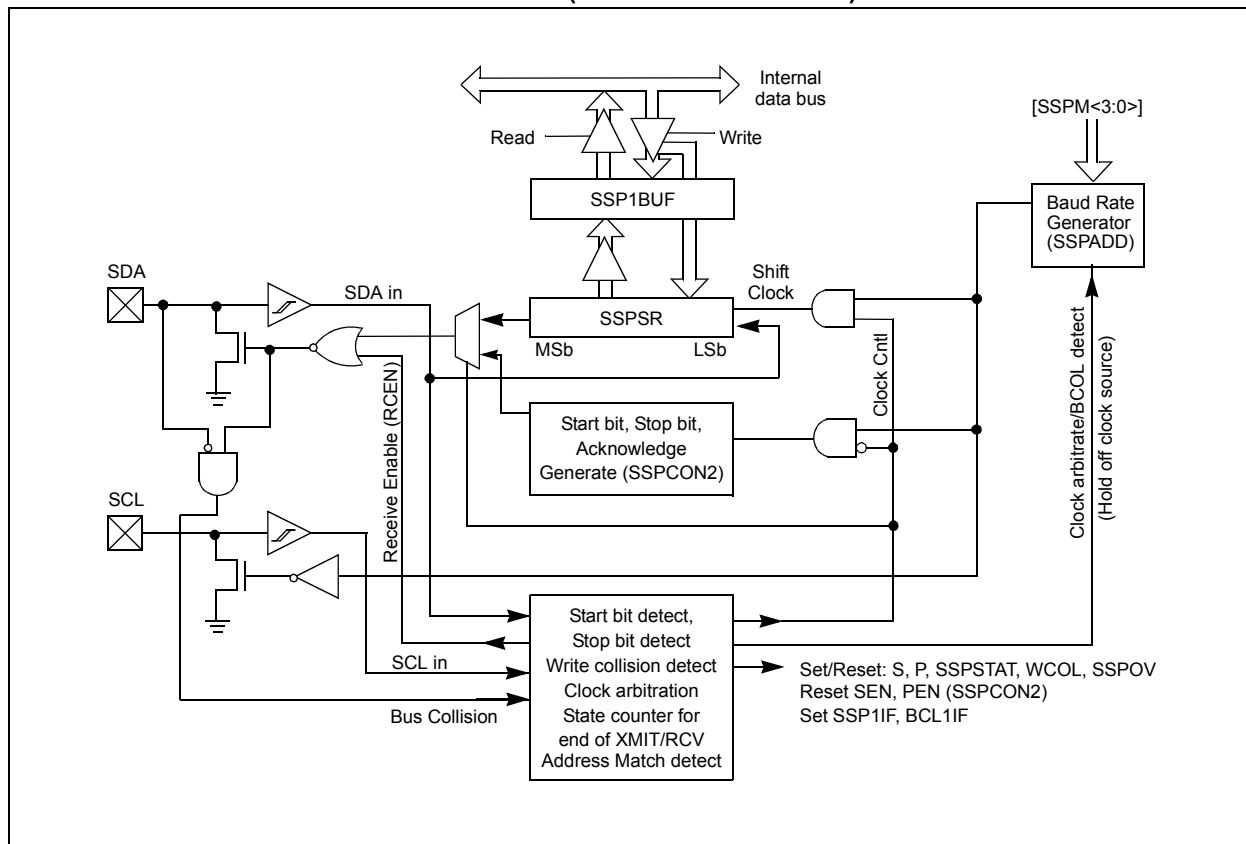 Internal
data bus
[SSPM<3:0>]
Read
Write
SSP1BUF
Baud Rate
Generator
(SSPADD)
SDA
SDA in
Shift
Clock
SSPSR
MSb
LSb
Clock Cntl
Receive Enable (RCEN)
Start bit, Stop bit,
Acknowledge
Generate (SSPCON2)
Clock arbitrate/BCOL detect
(Hold off clock source)
SCL
SCL in
Bus Collision
Start bit detect,
Stop bit detect
Write collision detect
Clock arbitration
State counter for
end of XMIT/RCV
Address Match detect
Set/Reset: S, P, SSPSTAT, WCOL, SSPOV
Reset SEN, PEN (SSPCON2)
Set SSP1IF, BCL1IF